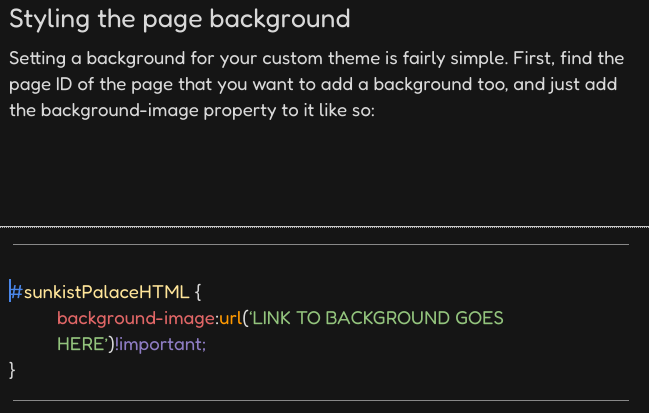 Styling the page background
Setting a background for your custom theme is fairly simple. First, find the
page ID of the page that you want to add a background too, and just add
the background-image property to it like so:
#sunkistPalaceHTML {
background-image:url(‘LINK TO BACKGROUND GOES
HERE’)!important;
}